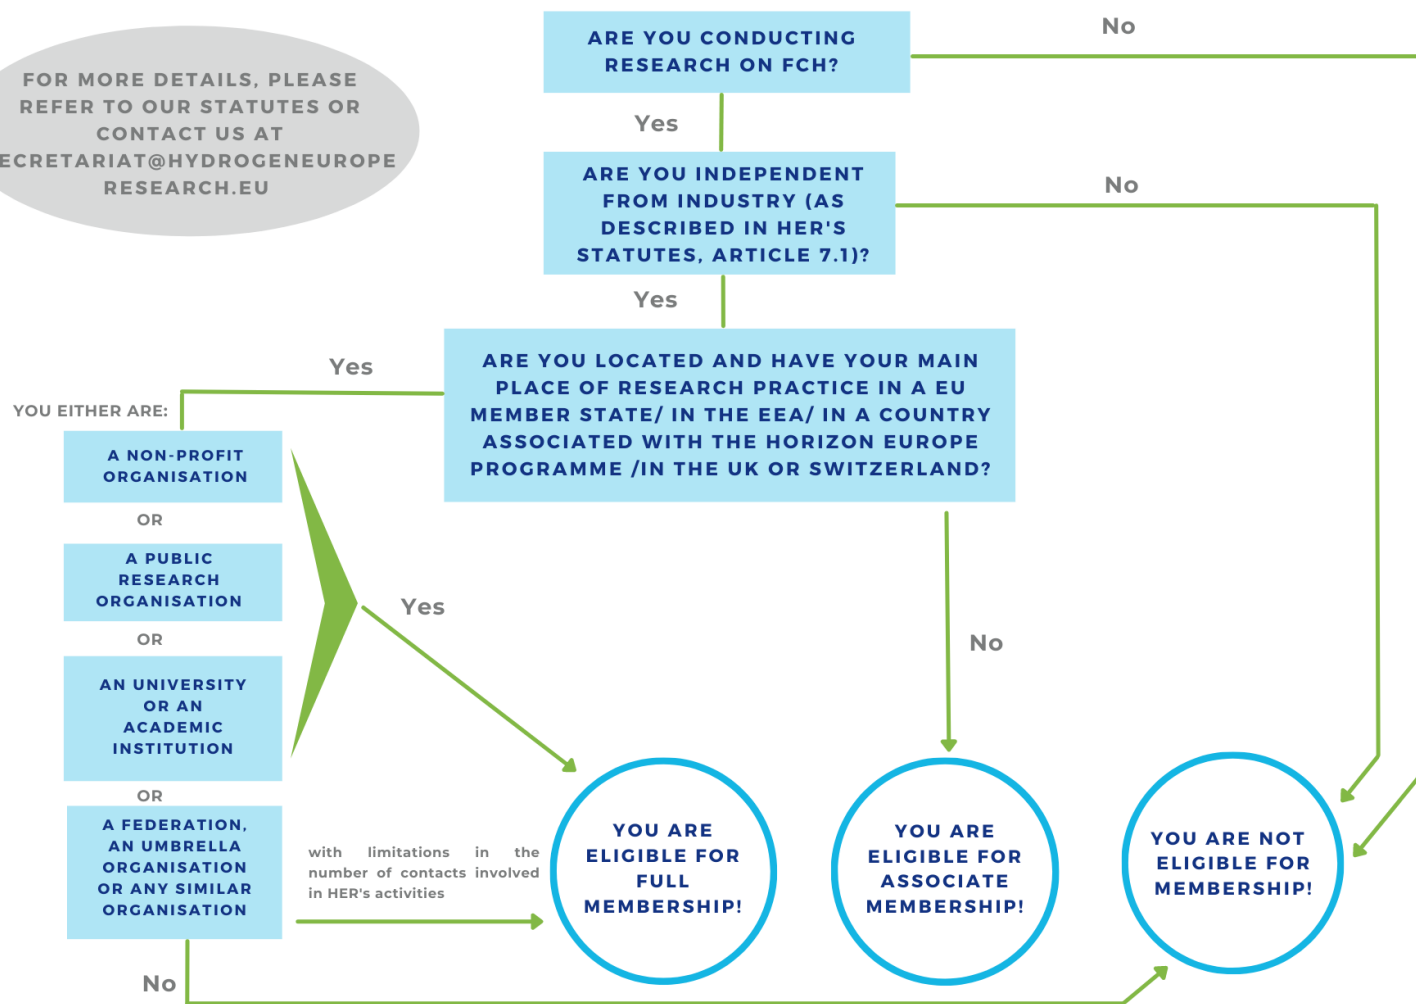 FOR MORE DETAILS, PLEASE
REFER TO OUR STATUTES OR
CONTACT US AT
ECRETARIAT@HYDROGENEUROPE
RESEARCH.EU
ARE YOU CONDUCTING
RESEARCH ON FCH?
No
Yes
ARE YOU INDEPENDENT
FROM INDUSTRY (AS
DESCRIBED IN HER'S
STATUTES, ARTICLE 7.1)?
No
Yes
ARE YOU LOCATED AND HAVE YOUR MAIN
PLACE OF RESEARCH PRACTICE IN A EU
MEMBER STATE/ IN THE EEA/ IN A COUNTRY
ASSOCIATED WITH THE HORIZON EUROPE
PROGRAMME /IN THE UK OR SWITZERLAND?
Yes
YOU EITHER ARE:
A NON-PROFIT
ORGANISATION
OR
A PUBLIC
RESEARCH
ORGANISATION
OR
AN UNIVERSITY
OR AN
ACADEMIC
INSTITUTION
OR
A FEDERATION,
AN UMBRELLA
ORGANISATION
OR ANY SIMILAR
ORGANISATION
Yes
No
with limitations in the
number of contacts involved
in HER's activities
YOU ARE
ELIGIBLE FOR
FULL
MEMBERSHIP!
YOU ARE
ELIGIBLE FOR
ASSOCIATE
MEMBERSHIP!
YOU ARE NOT
ELIGIBLE FOR
MEMBERSHIP!
No